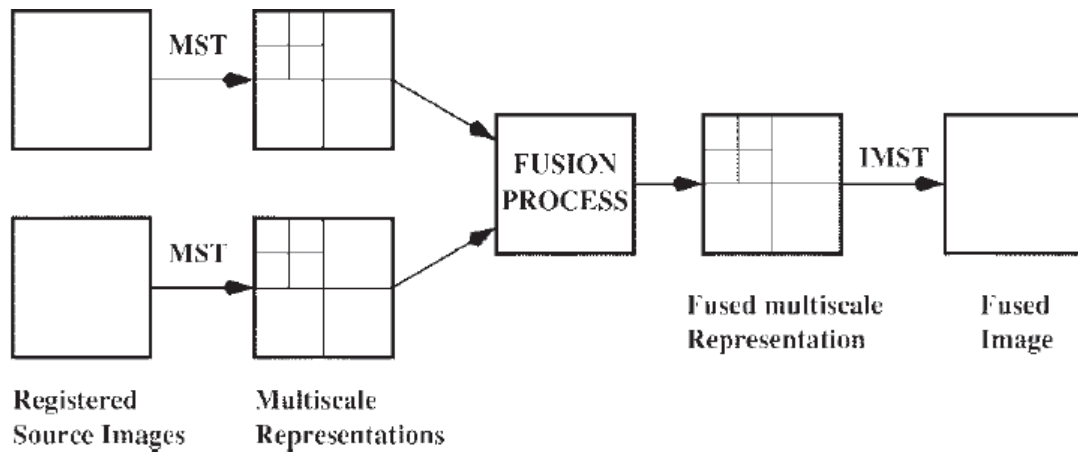 MST
MST
FUSION
PROCESS
IMST
Fused multiscale
Representation
Fused
Image
Registered
Source Images
Multiscale
Representations